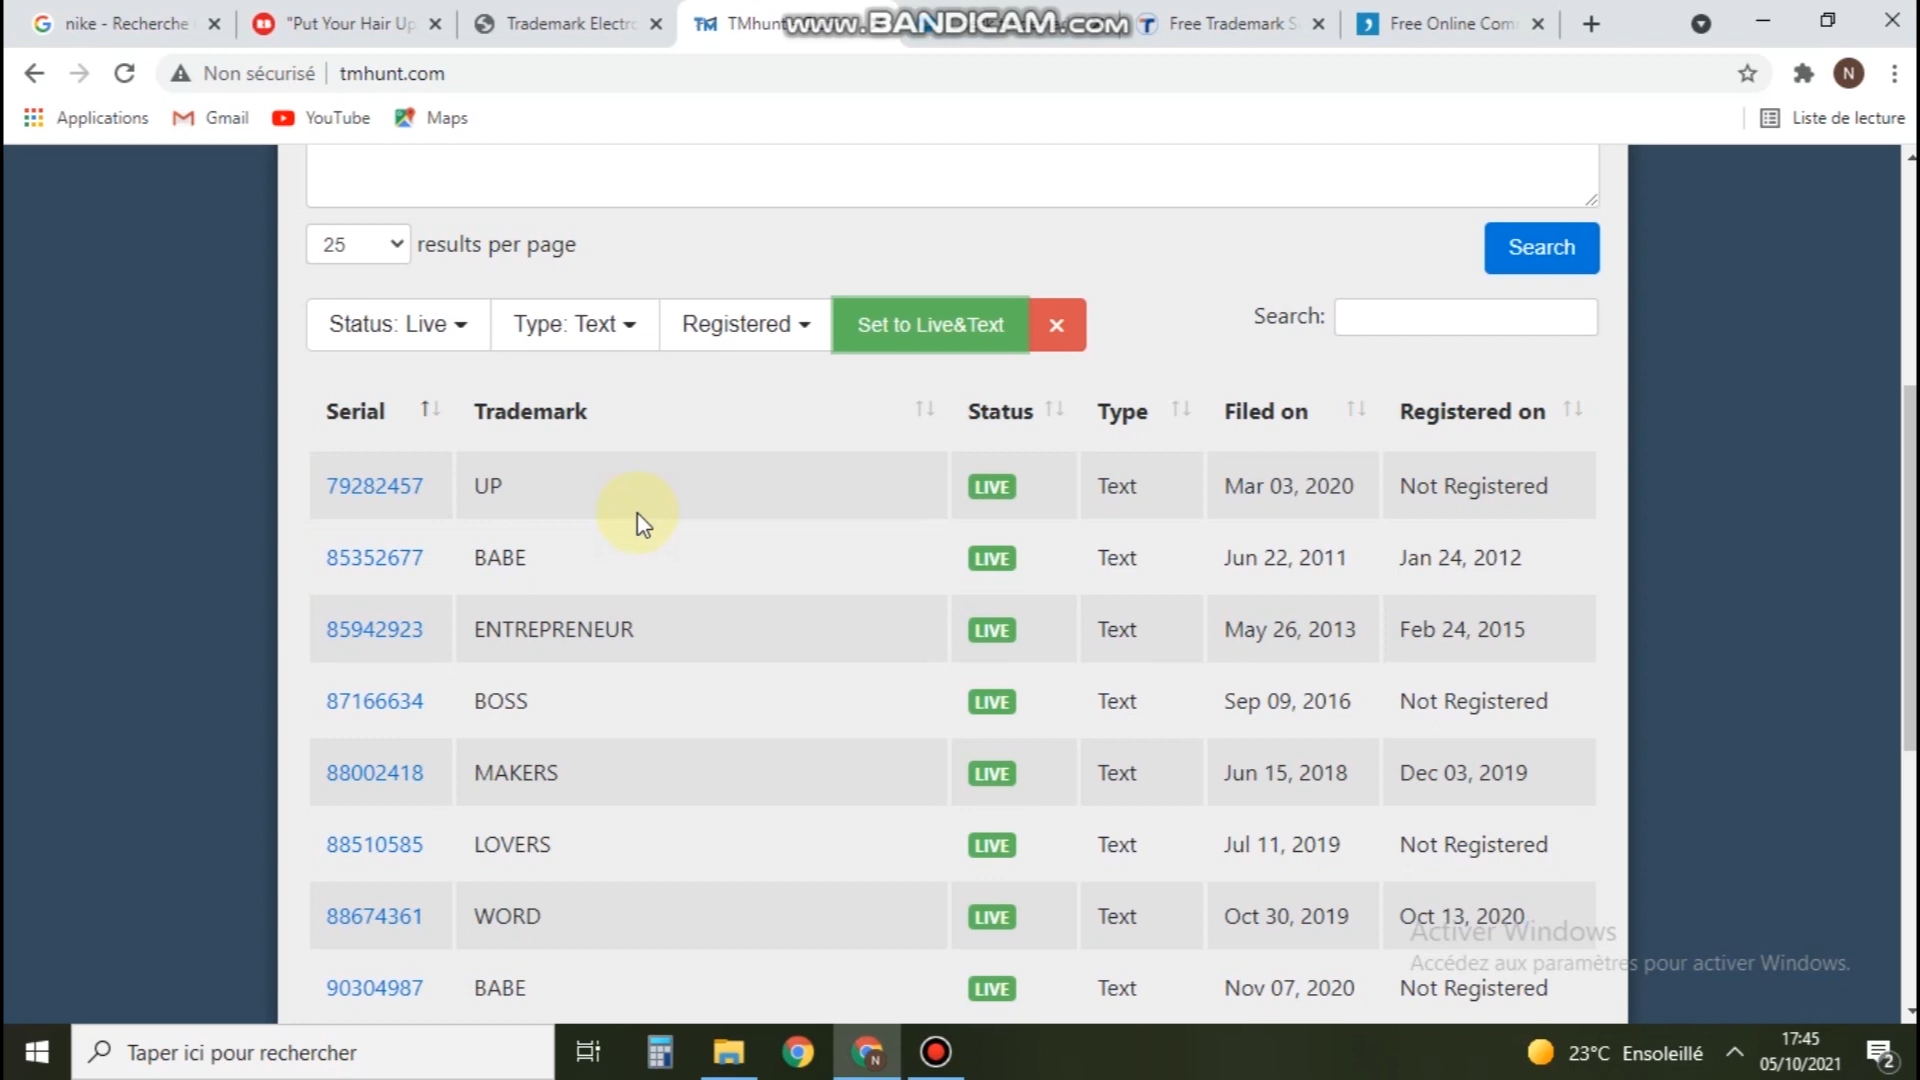 nike - Recherche
"Put Your Hair Up
Trademark Electro
TM TMhunt
www.BANDICAM.com
Free Trademark S
Free Online Com
Non sécurisé tmhunt.com
N
Applications Gmail YouTube Maps
Liste de lecture
25 results per page
Search
Status: Live Type: Text Registered Set to Live&Text ×
Search:
Serial Trademark Status Type Filed on Registered on
79282457 UP LIVE Text Mar 03, 2020 Not Registered
85352677 BABE LIVE Text Jun 22, 2011 Jan 24, 2012
85942923 ENTREPRENEUR LIVE Text May 26, 2013 Feb 24, 2015
87166634 BOSS LIVE Text Sep 09, 2016 Not Registered
88002418 MAKERS LIVE Text Jun 15, 2018 Dec 03, 2019
88510585 LOVERS LIVE Text Jul 11, 2019 Not Registered
88674361 WORD LIVE Text Oct 30, 2019 Oct 13, 2020
Activer Windows
Accédez aux paramètres pour activer Windows.
90304987 BABE LIVE Text Nov 07, 2020 Not Registered
Taper ici pour rechercher
N
23°C Ensoleillé
17:45
05/10/2021
2